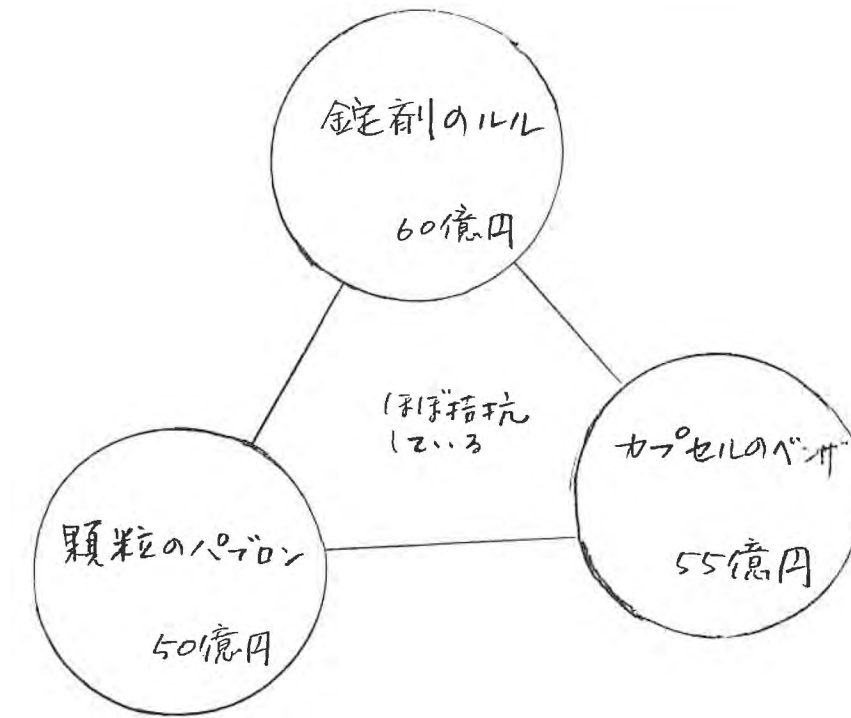 錠剤のルル
60億円
ほぼ拮抗
している
カプセルのベンザ
55億円
顆粒のパブロン
50億円